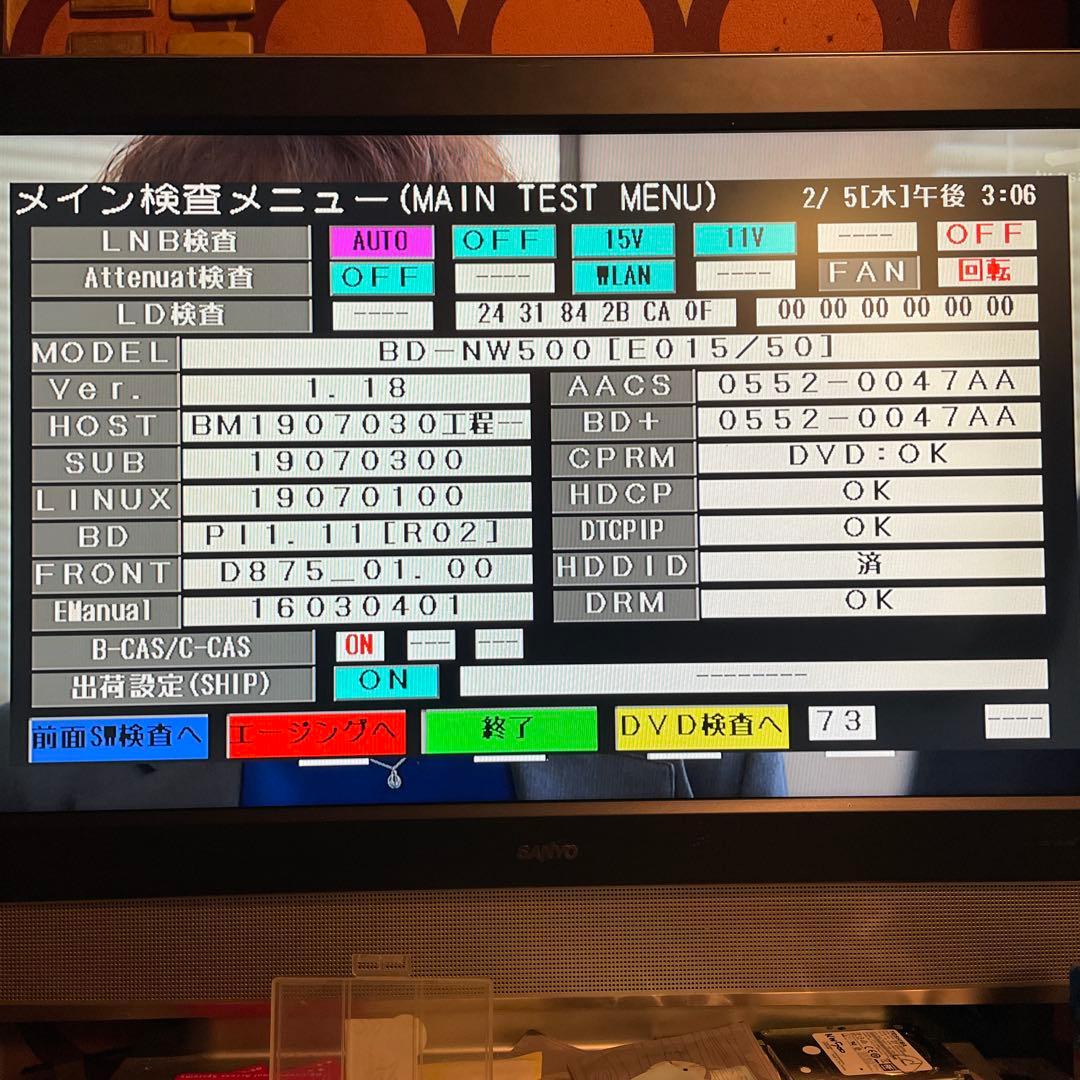 メイン検査メニュー(MAIN TEST MENU) 2/ 5[木]午後 3:06
LNB検査 AUTO OFF 15V 11V ---- OFF
Attenuat検査 OFF ---- WLAN ---- FAN 回転
LD検査 ---- 24 31 84 2B CA 0F 00 00 00 00 00 00
MODEL BD-NW500[E015/50]
Ver. 1.18 AACS 0552-0047AA
HOST BM1907030工程-- BD+ 0552-0047AA
SUB 19070300 CPRM DVD:OK
LINUX 19070100 HDCP OK
BD PI1.11[R02] DTCPIP OK
FRONT D875_01.00 HDDID 済
EManual 16030401 DRM OK
B-CAS/C-CAS ON --- ---
出荷設定(SHIP) ON --------
前面SW検査へ エージングへ 終了 DVD検査へ 73 ----
SANYO